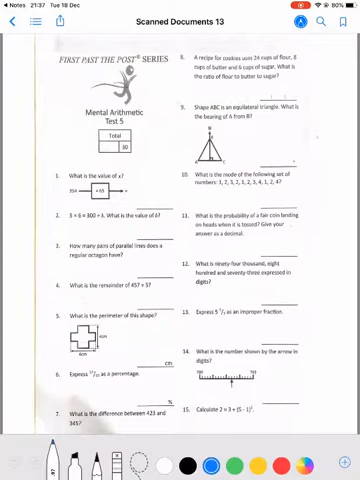 Notes 21:37 Tue 18 Dec 80%
Scanned Documents 13
FIRST PAST THE POST® SERIES
Mental Arithmetic
Test 5
Total
30
1. What is the value of x?
2. 5 × 6 = 300 ÷ b. What is the value of b?
3. How many pairs of parallel lines does a
regular octagon have?
4. What is the remainder of 457 ÷ 5?
5. What is the perimeter of this shape?
4cm
6cm
cm
6. as a percentage.
Express
%
7. What is the difference between 423 and
345?
8. A recipe for cookies uses 24 cups of flour, 8
cups of butter and 6 cups of sugar. What is
the ratio of flour to butter to sugar?
: :
9. Shape ABC is an equilateral triangle. What is
the bearing of A from B?
N
A
B C
°
10. What is the mode of the following set of
numbers: 1, 2, 3, 2, 1, 2, 3, 4, 1, 2, 4?
11. What is the probability of a fair coin landing
on heads when it is tossed? Give your
answer as a decimal.
12. What is ninety-four thousand, eight
hundred and seventy-three expressed in
digits?
13. Express 5 as an improper fraction.
14. What is the number shown by the arrow in
digits?
15. Calculate 2 × 3 + (5 - 1)².